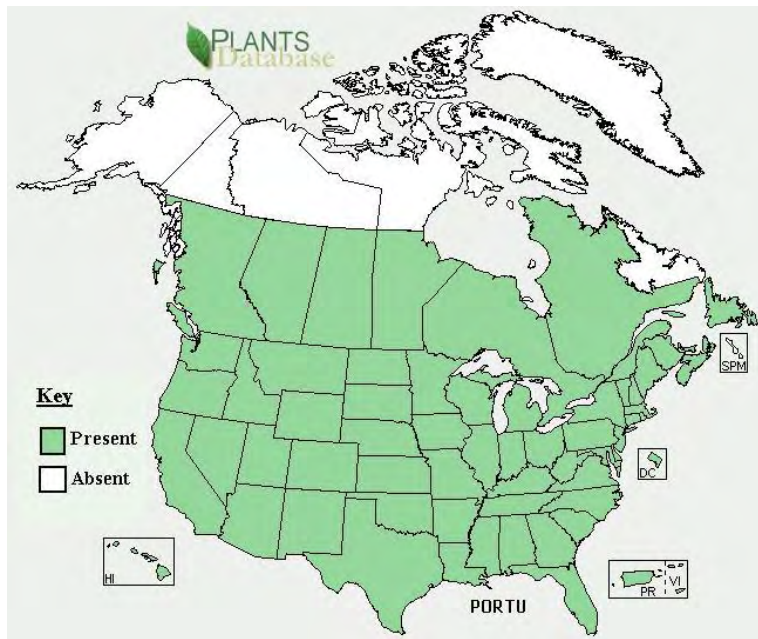 PLANTS
Database
SPM
Key
Present
Absent
DC
HI
PR
VI
PORTU